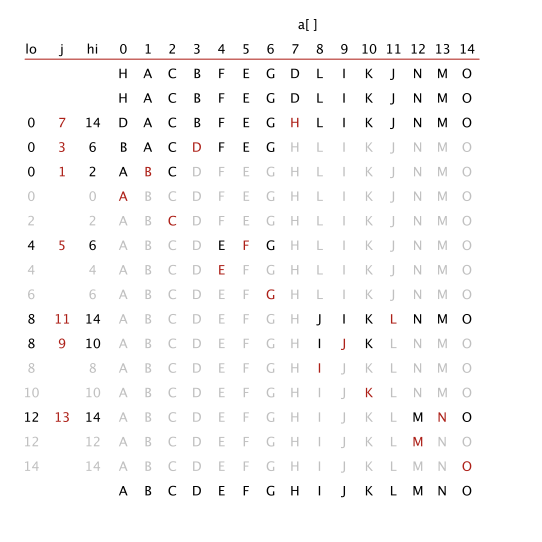 a[ ]
lo j hi 0 1 2 3 4 5 6 7 8 9 10 11 12 13 14
H A C B F E G D L I K J N M O
H A C B F E G D L I K J N M O
0 7 14 D A C B F E G H L I K J N M O
0 3 6 B A C D F E G H L I K J N M O
0 1 2 A B C D F E G H L I K J N M O
0 0 A B C D F E G H L I K J N M O
2 2 A B C D F E G H L I K J N M O
4 5 6 A B C D E F G H L I K J N M O
4 4 A B C D E F G H L I K J N M O
6 6 A B C D E F G H L I K J N M O
8 11 14 A B C D E F G H J I K L N M O
8 9 10 A B C D E F G H I J K L N M O
8 8 A B C D E F G H I J K L N M O
10 10 A B C D E F G H I J K L N M O
12 13 14 A B C D E F G H I J K L M N O
12 12 A B C D E F G H I J K L M N O
14 14 A B C D E F G H I J K L M N O
A B C D E F G H I J K L M N O